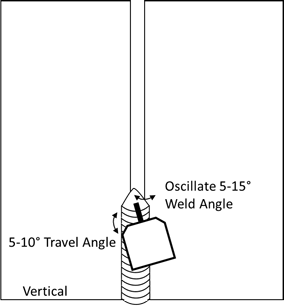 Oscillate 5-15°
Weld Angle
5-10° Travel Angle
Vertical